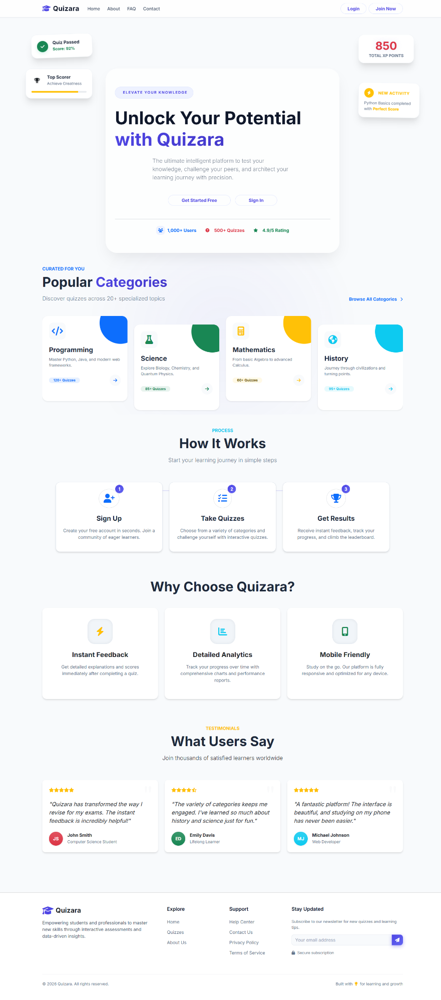 Quizara
Home
About
FAQ
Contact
Login
Join Now
Quiz Passed
Score: 92%
850
TOTAL XP POINTS
Top Scorer
Achieve Greatness
NEW ACTIVITY
Python Basics completed
with Perfect Score
ELEVATE YOUR KNOWLEDGE
Unlock Your Potential
with Quizara
The ultimate intelligent platform to test your
knowledge, challenge your peers, and architect your
learning journey with precision.
Get Started Free
Sign In
1,000+ Users
500+ Quizzes
4.9/5 Rating
CURATED FOR YOU
Popular Categories
Discover quizzes across 20+ specialized topics
Browse All Categories
Programming
Master Python, Java, and modern web
frameworks.
120+ Quizzes
Science
Explore Biology, Chemistry, and
Quantum Physics.
85+ Quizzes
Mathematics
From basic Algebra to advanced
Calculus.
60+ Quizzes
History
Journey through civilizations and
turning points.
95+ Quizzes
PROCESS
How It Works
Start your learning journey in simple steps
1
Sign Up
Create your free account in seconds. Join a
community of eager learners.
2
Take Quizzes
Choose from a variety of categories and
challenge yourself with interactive quizzes.
3
Get Results
Receive instant feedback, track your
progress, and climb the leaderboard.
Why Choose Quizara?
Instant Feedback
Get detailed explanations and scores
immediately after completing a quiz.
Detailed Analytics
Track your progress over time with
comprehensive charts and performance
reports.
Mobile Friendly
Study on the go. Our platform is fully
responsive and optimized for any device.
TESTIMONIALS
What Users Say
Join thousands of satisfied learners worldwide
"Quizara has transformed the way I
revise for my exams. The instant
feedback is incredibly helpful!"
JS
John Smith
Computer Science Student
"The variety of categories keeps me
engaged. I've learned so much about
history and science just for fun."
ED
Emily Davis
Lifelong Learner
"A fantastic platform! The interface is
beautiful, and studying on my phone
has never been easier."
MJ
Michael Johnson
Web Developer
Quizara
Empowering students and professionals to master
new skills through interactive assessments and
data-driven insights.
Explore
Home
Quizzes
About Us
Support
Help Center
Contact Us
Privacy Policy
Terms of Service
Stay Updated
Subscribe to our newsletter for new quizzes and learning
tips.
Your email address
Secure subscription
© 2026 Quizara. All rights reserved.
Built with
for learning and growth